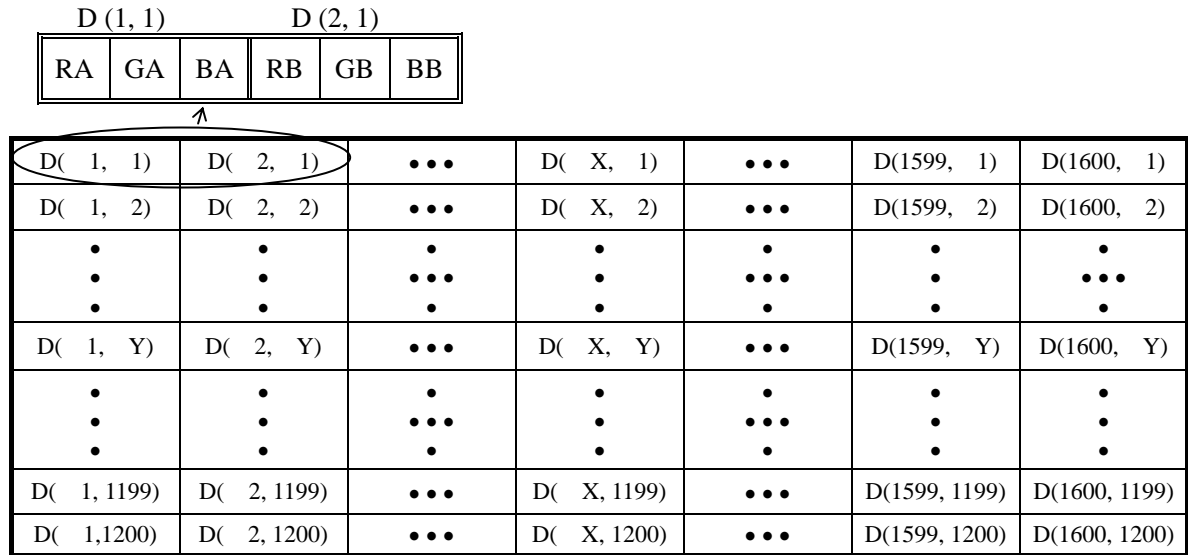 D (1, 1) D (2, 1)
RA GA BA RB GB BB
D( 1, 1) D( 2, 1) ••• D( X, 1) ••• D(1599, 1) D(1600, 1)
D( 1, 2) D( 2, 2) ••• D( X, 2) ••• D(1599, 2) D(1600, 2)
• • • • • • •
• • ••• • ••• • •••
• • • • • • •
D( 1, Y) D( 2, Y) ••• D( X, Y) ••• D(1599, Y) D(1600, Y)
• • • • • • •
• • ••• • ••• • •
• • • • • • •
D( 1, 1199) D( 2, 1199) ••• D( X, 1199) ••• D(1599, 1199) D(1600, 1199)
D( 1,1200) D( 2, 1200) ••• D( X, 1200) ••• D(1599, 1200) D(1600, 1200)